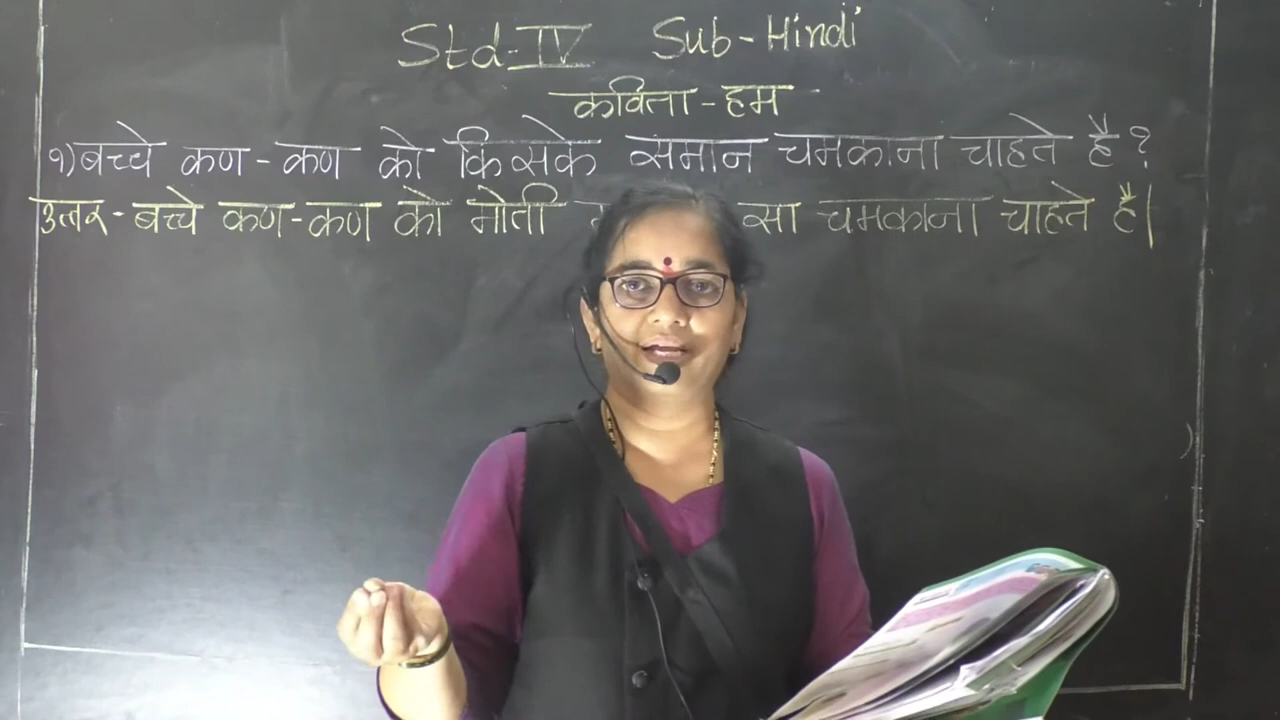 Std-IV Sub-Hindi
कविता - हम
१) बच्चे कण - कण को किसके समान चमकाना चाहते है ?
उत्तर - बच्चे कण - कण को मोती सा चमकाना चाहते है|